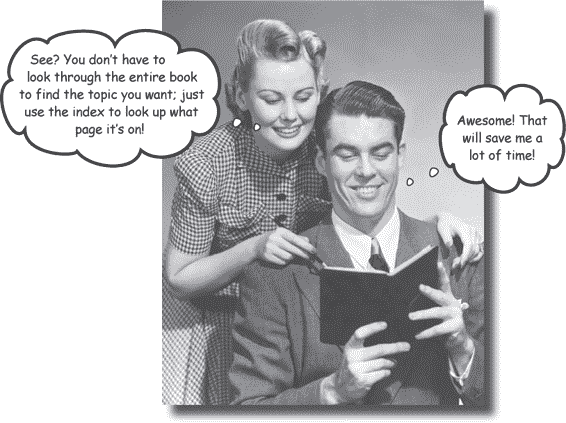 See? You don't have to
look through the entire book
to find the topic you want; just
use the index to look up what
page it's on!
Awesome! That
will save me a
lot of time!